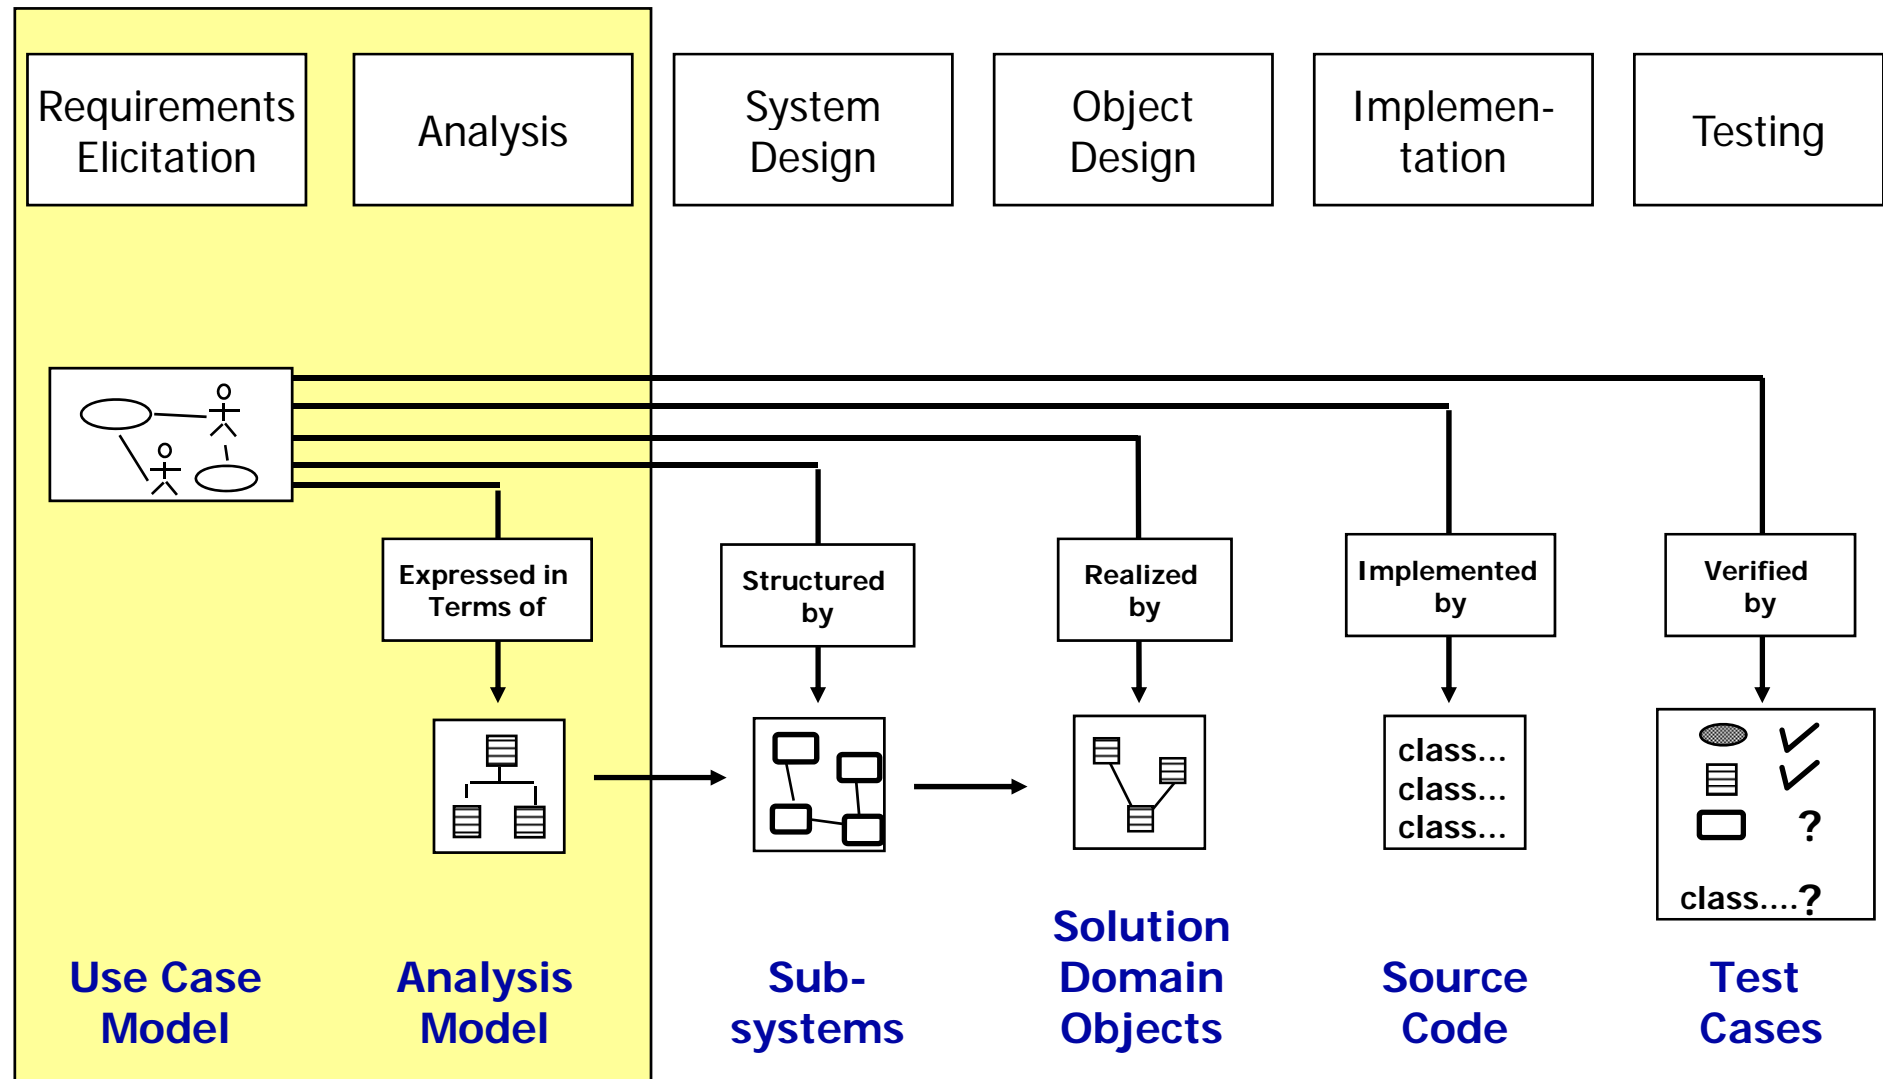 Requirements
Elicitation
Analysis
System
Design
Object
Design
Implemen-
tation
Testing
Expressed in
Terms of
Structured
by
Realized
by
Implemented
by
Verified
by
class...
class...
class...
?
class....?
Use Case
Model
Analysis
Model
Sub-
systems
Solution
Domain
Objects
Source
Code
Test
Cases